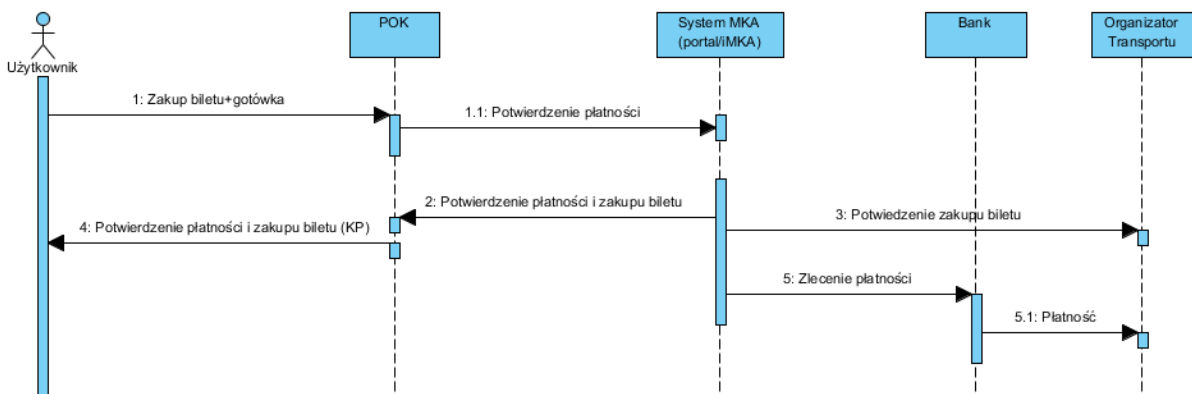 POK
System MKA
(portal/iMKA)
Bank
Organizator
Transportu
Użytkownik
1: Zakup biletu+gotówka
1.1: Potwierdzenie płatności
2: Potwierdzenie płatności i zakupu biletu
3: Potwiedzenie zakupu biletu
4: Potwierdzenie płatności i zakupu biletu (KP)
5: Zlecenie płatności
5.1: Płatność